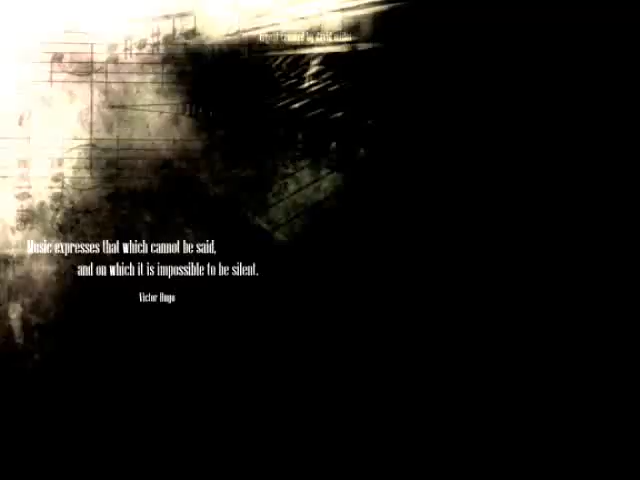 Music expresses that which cannot be said,
and on which it is impossible to be silent.
Victor Hugo